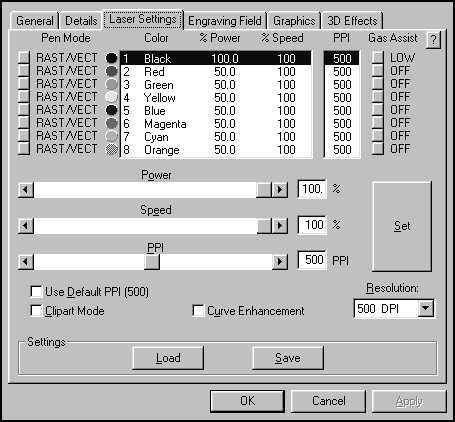 General Details Laser Settings Engraving Field Graphics 3D Effects
Pen Mode Color % Power % Speed PPI Gas Assist ?
RAST/VECT 1 Black 100.0 100 500 LOW
RAST/VECT 2 Red 50.0 100 500 OFF
RAST/VECT 3 Green 50.0 100 500 OFF
RAST/VECT 4 Yellow 50.0 100 500 OFF
RAST/VECT 5 Blue 50.0 100 500 OFF
RAST/VECT 6 Magenta 50.0 100 500 OFF
RAST/VECT 7 Cyan 50.0 100 500 OFF
RAST/VECT 8 Orange 50.0 100 500 OFF
Power
100. %
Speed
100 %
Set
PPI
500 PPI
Use Default PPI (500)
Resolution:
Clipart Mode Curve Enhancement 500 DPI
Settings
Load Save
OK Cancel Apply